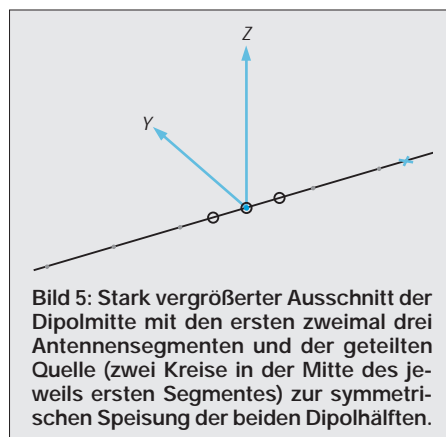 Z
Y
Bild 5: Stark vergrößerter Ausschnitt der
Dipolmitte mit den ersten zweimal drei
Antennensegmenten und der geteilten
Quelle (zwei Kreise in der Mitte des je-
weils ersten Segmentes) zur symmetri-
schen Speisung der beiden Dipolhälften.